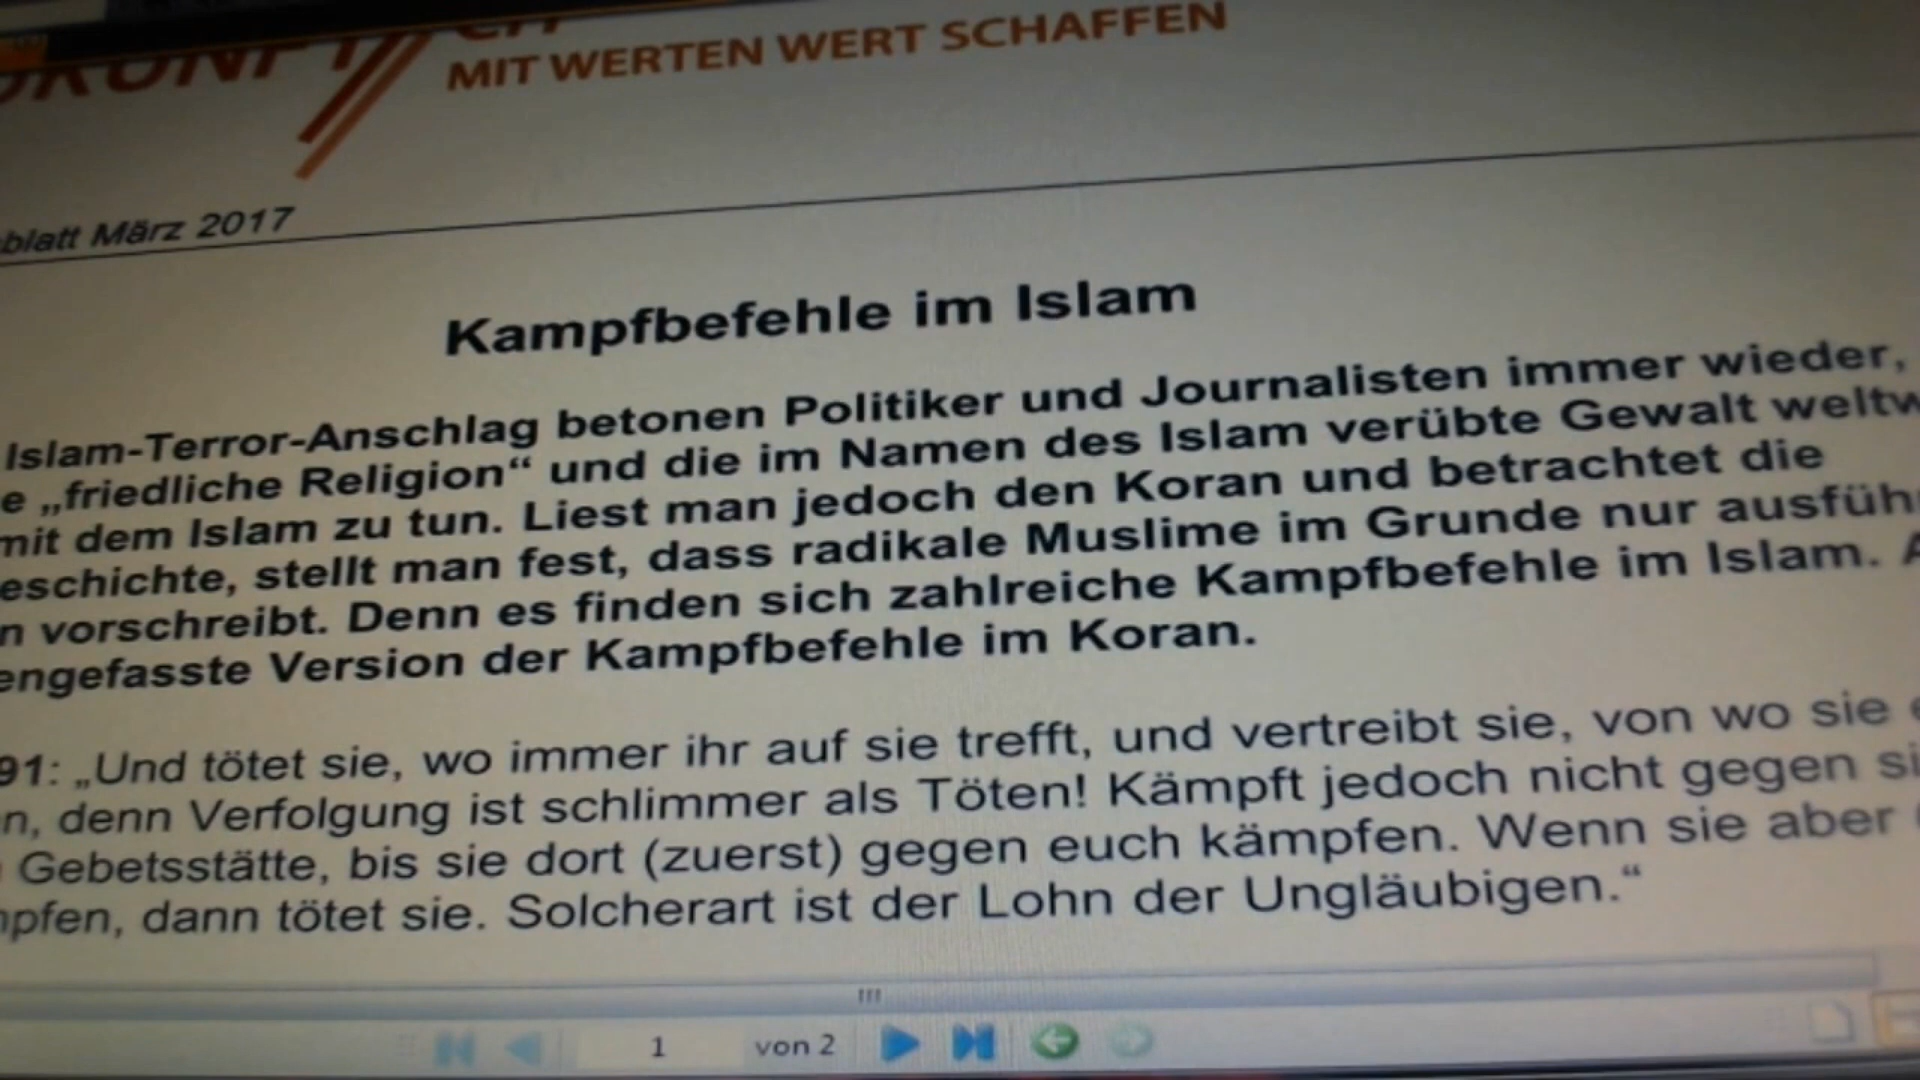 MIT WERTEN WERT SCHAFFEN
blatt März 2017
Kampfbefehle im Islam
Islam-Terror-Anschlag betonen Politiker und Journalisten immer wieder,
e „friedliche Religion“ und die im Namen des Islam verübte Gewalt weltw
mit dem Islam zu tun. Liest man jedoch den Koran und betrachtet die
eschichte, stellt man fest, dass radikale Muslime im Grunde nur ausfüh
n vorschreibt. Denn es finden sich zahlreiche Kampfbefehle im Islam. A
engefasste Version der Kampfbefehle im Koran.
91: „Und tötet sie, wo immer ihr auf sie trefft, und vertreibt sie, von wo sie e
n, denn Verfolgung ist schlimmer als Töten! Kämpft jedoch nicht gegen si
Gebetsstätte, bis sie dort (zuerst) gegen euch kämpfen. Wenn sie aber
pfen, dann tötet sie. Solcherart ist der Lohn der Ungläubigen.“
1 von 2